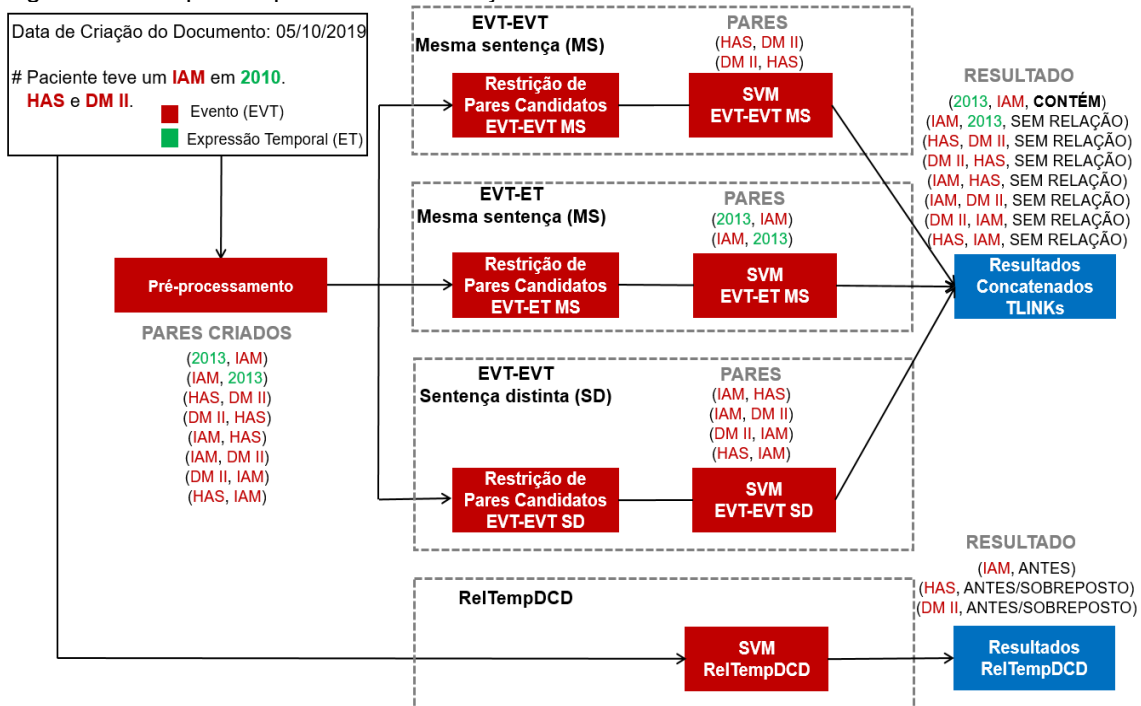 Data de Criação do Documento: 05/10/2019
# Paciente teve um IAM em 2010.
HAS e DM II.
Evento (EVT)
Expressão Temporal (ET)
Pré-processamento
PARES CRIADOS
(2013, IAM)
(IAM, 2013)
(HAS, DM II)
(DM II, HAS)
(IAM, HAS)
(IAM, DM II)
(DM II, IAM)
(HAS, IAM)
EVT-EVT
Mesma sentença (MS)
Restrição de
Pares Candidatos
EVT-EVT MS
PARES
(HAS, DM II)
(DM II, HAS)
SVM
EVT-EVT MS
EVT-ET
Mesma sentença (MS)
Restrição de
Pares Candidatos
EVT-ET MS
PARES
(2013, IAM)
(IAM, 2013)
SVM
EVT-ET MS
EVT-EVT
Sentença distinta (SD)
Restrição de
Pares Candidatos
EVT-EVT SD
PARES
(IAM, HAS)
(IAM, DM II)
(DM II, IAM)
(HAS, IAM)
SVM
EVT-EVT SD
RESULTADO
(2013, IAM, CONTÉM)
(IAM, 2013, SEM RELAÇÃO)
(HAS, DM II, SEM RELAÇÃO)
(DM II, HAS, SEM RELAÇÃO)
(IAM, HAS, SEM RELAÇÃO)
(IAM, DM II, SEM RELAÇÃO)
(DM II, IAM, SEM RELAÇÃO)
(HAS, IAM, SEM RELAÇÃO)
Resultados
Concatenados
TLINKs
RelTempDCD
SVM
RelTempDCD
RESULTADO
(IAM, ANTES)
(HAS, ANTES/SOBREPOSTO)
(DM II, ANTES/SOBREPOSTO)
Resultados
RelTempDCD